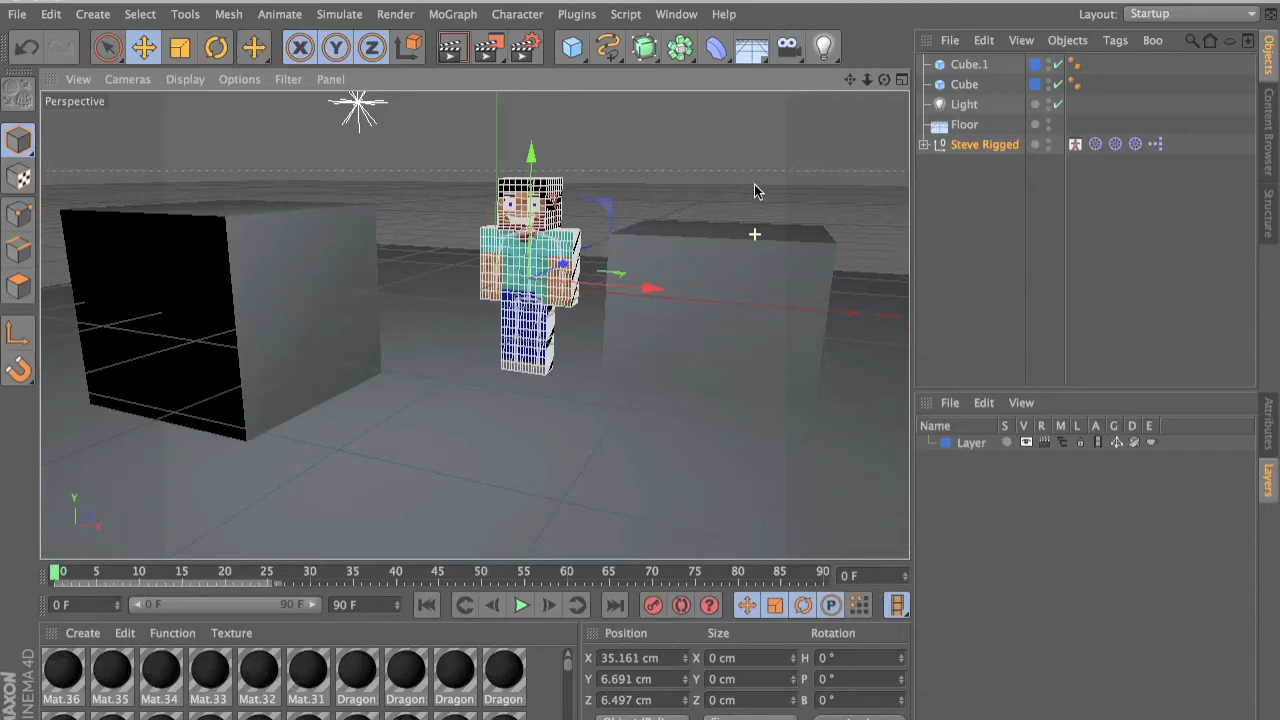 File Edit Create Select Tools Mesh Animate Simulate Render MoGraph Character Plugins Script Window Help Layout: Startup
X Y Z
File Edit View Objects Tags Boo
View Cameras Display Options Filter Panel
Perspective
Cube.1
Cube
Light
Floor
Steve Rigged
Objects
Content Browser
Structure
File Edit View
Name S V R M L A G D E
Layer
Attributes
Layers
Y
Z
X
0 5 10 15 20 25 30 35 40 45 50 55 60 65 70 75 80 85 90 0 F
0 F 0 F 90 F 90 F
P
Create Edit Function Texture
Position Size Rotation
X 35.161 cm X 0 cm H 0 °
Y 6.691 cm Y 0 cm P 0 °
Z 6.497 cm Z 0 cm B 0 °
Mat.36 Mat.35 Mat.34 Mat.33 Mat.32 Mat.31 Dragon Dragon Dragon Dragon
MAXON
CINEMA 4D